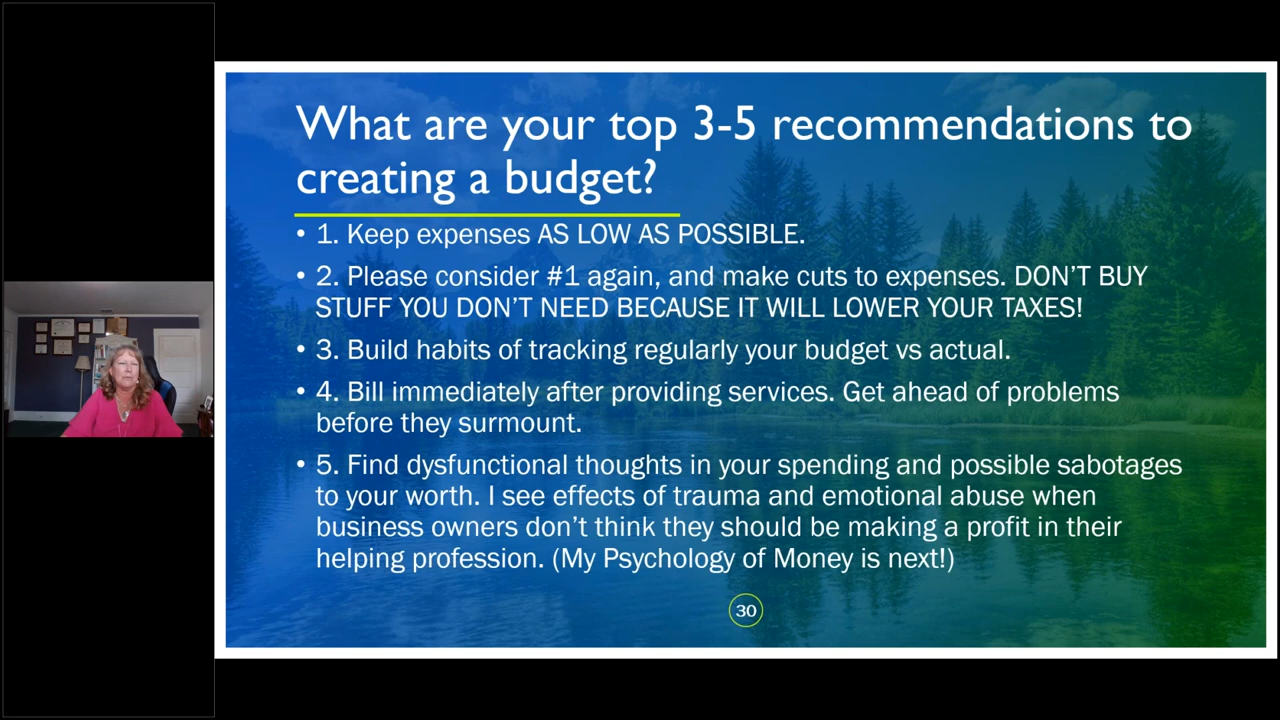 What are your top 3-5 recommendations to
creating a budget?
• 1. Keep expenses AS LOW AS POSSIBLE.
• 2. Please consider #1 again, and make cuts to expenses. DON'T BUY
STUFF YOU DON'T NEED BECAUSE IT WILL LOWER YOUR TAXES!
• 3. Build habits of tracking regularly your budget vs actual.
• 4. Bill immediately after providing services. Get ahead of problems
before they surmount.
• 5. Find dysfunctional thoughts in your spending and possible sabotages
to your worth. I see effects of trauma and emotional abuse when
business owners don't think they should be making a profit in their
helping profession. (My Psychology of Money is next!)
30